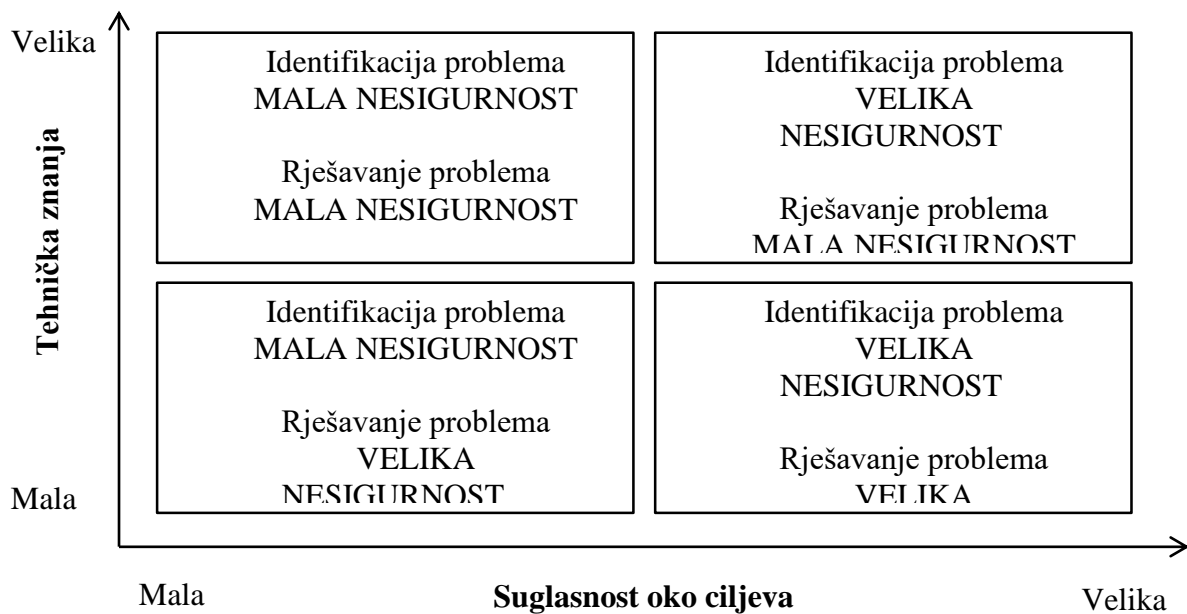 Velika
Tehnička znanja
Mala
Identifikacija problema
MALA NESIGURNOST
Rješavanje problema
MALA NESIGURNOST
Identifikacija problema
VELIKA
NESIGURNOST
Rješavanje problema
MALA NESIGURNOST
Identifikacija problema
MALA NESIGURNOST
Rješavanje problema
VELIKA
NESIGURNOST
Identifikacija problema
VELIKA
NESIGURNOST
Rješavanje problema
VELIKA
Mala
Suglasnost oko ciljeva
Velika